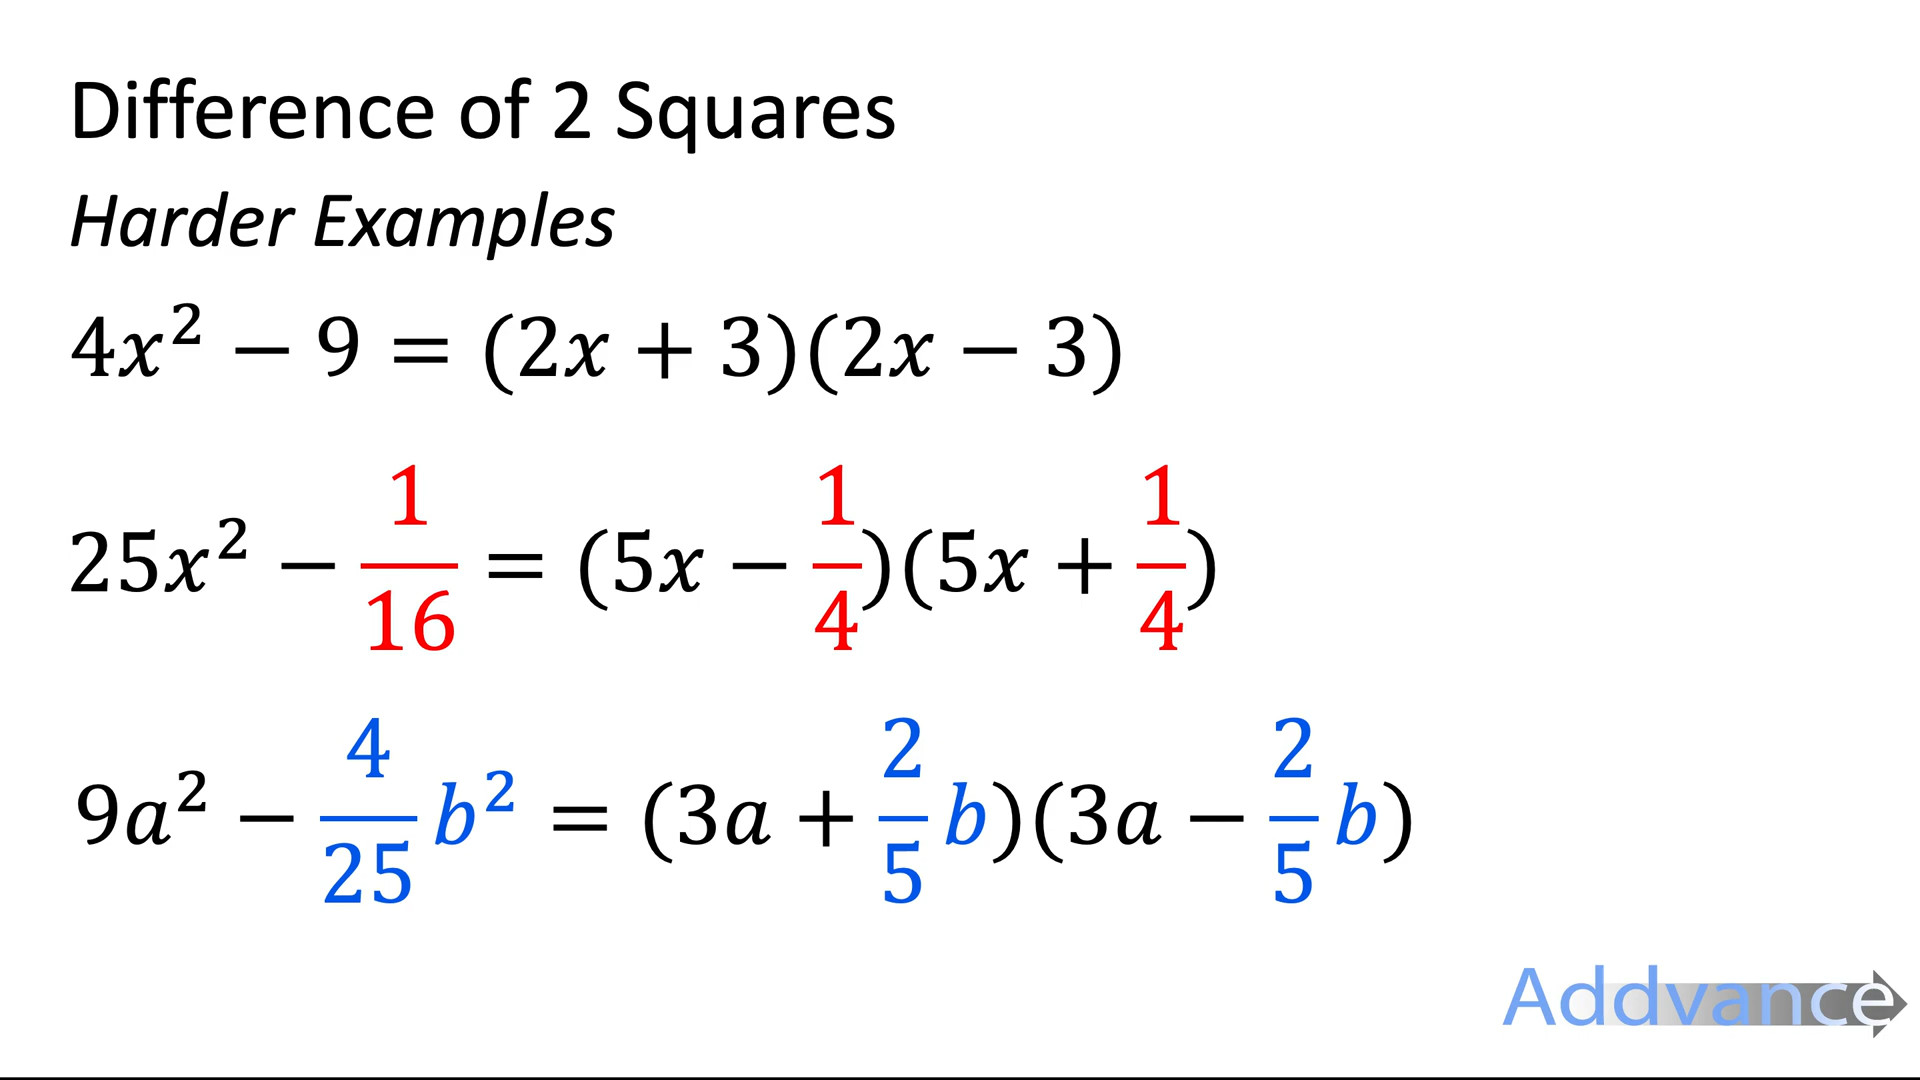 Difference of 2 Squares
Harder Examples
4x² − 9 = (2x + 3)(2x − 3)
25x² − 1/16 = (5x − 1/4)(5x + 1/4)
9a² − 4/25 b² = (3a + 2/5 b)(3a − 2/5 b)
Addvance